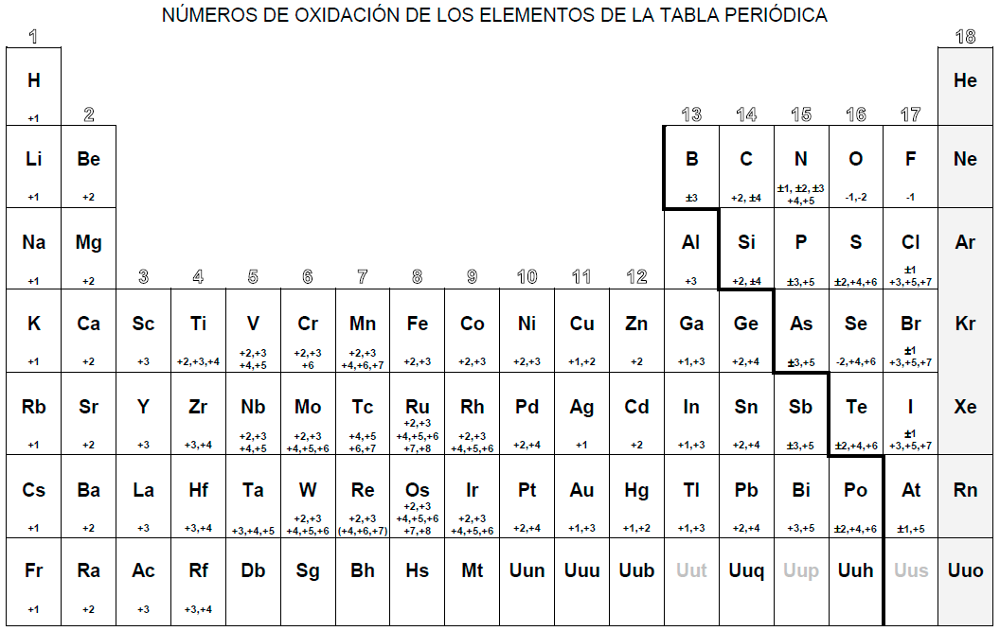 NÚMEROS DE OXIDACIÓN DE LOS ELEMENTOS DE LA TABLA PERIÓDICA
1 18
H He
+1
2 13 14 15 16 17
Li Be B C N O F Ne
±1, ±2, ±3
+1 +2 ±3 +2, ±4 +4,+5 -1,-2 -1
Na Mg Al Si P S Cl Ar
±1
+1 +2 +3 +2, ±4 ±3,+5 ±2,+4,+6 +3,+5,+7
3 4 5 6 7 8 9 10 11 12
K Ca Sc Ti V Cr Mn Fe Co Ni Cu Zn Ga Ge As Se Br Kr
+2,+3 +2,+3 +2,+3 ±1
+1 +2 +3 +2,+3,+4 +4,+5 +6 +4,+6,+7 +2,+3 +2,+3 +2,+3 +1,+2 +2 +1,+3 +2,+4 ±3,+5 -2,+4,+6 +3,+5,+7
Rb Sr Y Zr Nb Mo Tc Ru Rh Pd Ag Cd In Sn Sb Te I Xe
+2,+3
+2,+3 +2,+3 +4,+5 +4,+5,+6 +2,+3 ±1
+1 +2 +3 +3,+4 +4,+5 +4,+5,+6 +6,+7 +7,+8 +4,+5,+6 +2,+4 +1 +2 +1,+3 +2,+4 ±3,+5 ±2,+4,+6 +3,+5,+7
Cs Ba La Hf Ta W Re Os Ir Pt Au Hg Tl Pb Bi Po At Rn
+2,+3
+2,+3 +2,+3 +4,+5,+6 +2,+3
+1 +2 +3 +3,+4 +3,+4,+5 +4,+5,+6 (+4,+6,+7) +7,+8 +4,+5,+6 +2,+4 +1,+3 +1,+2 +1,+3 +2,+4 +3,+5 ±2,+4,+6 ±1,+5
Fr Ra Ac Rf Db Sg Bh Hs Mt Uun Uuu Uub Uut Uuq Uup Uuh Uus Uuo
+1 +2 +3 +3,+4